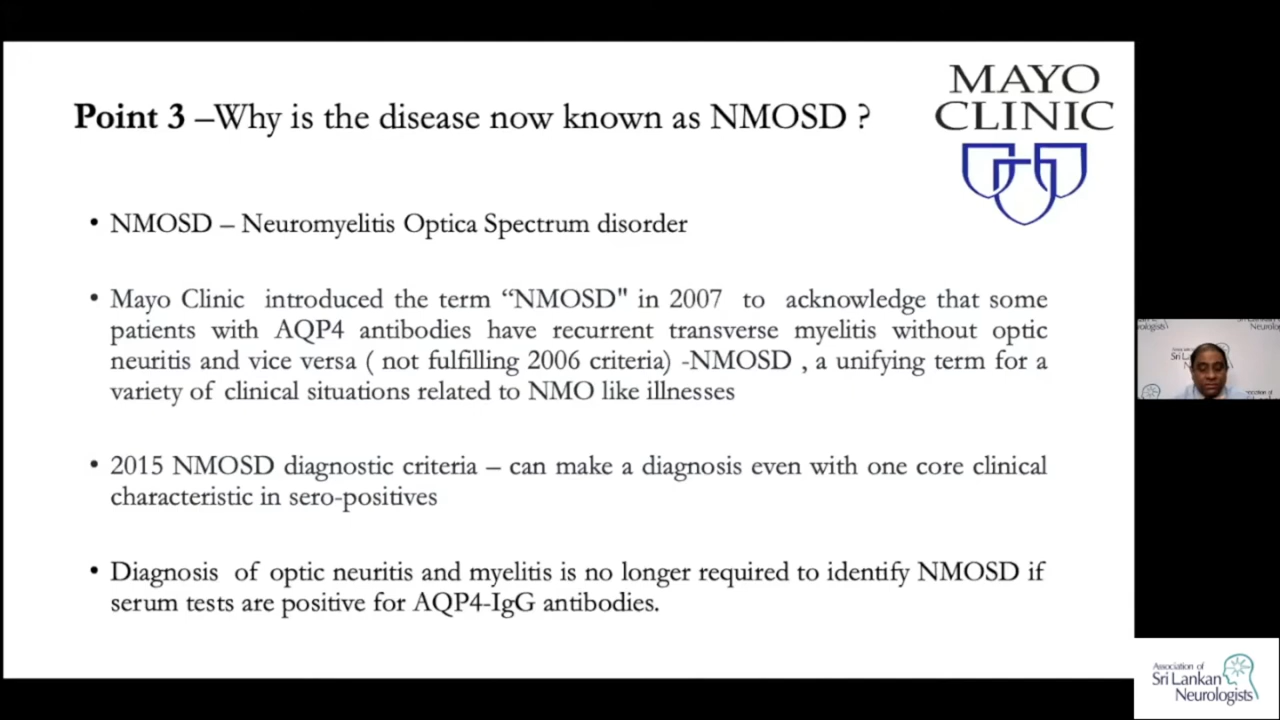 MAYO
CLINIC
Point 3 –Why is the disease now known as NMOSD ?
• NMOSD – Neuromyelitis Optica Spectrum disorder
• Mayo Clinic introduced the term “NMOSD" in 2007 to acknowledge that some
patients with AQP4 antibodies have recurrent transverse myelitis without optic
neuritis and vice versa ( not fulfilling 2006 criteria) -NMOSD , a unifying term for a
variety of clinical situations related to NMO like illnesses
• 2015 NMOSD diagnostic criteria – can make a diagnosis even with one core clinical
characteristic in sero-positives
• Diagnosis of optic neuritis and myelitis is no longer required to identify NMOSD if
serum tests are positive for AQP4-IgG antibodies.
Association of
Sri Lankan
Neurologists